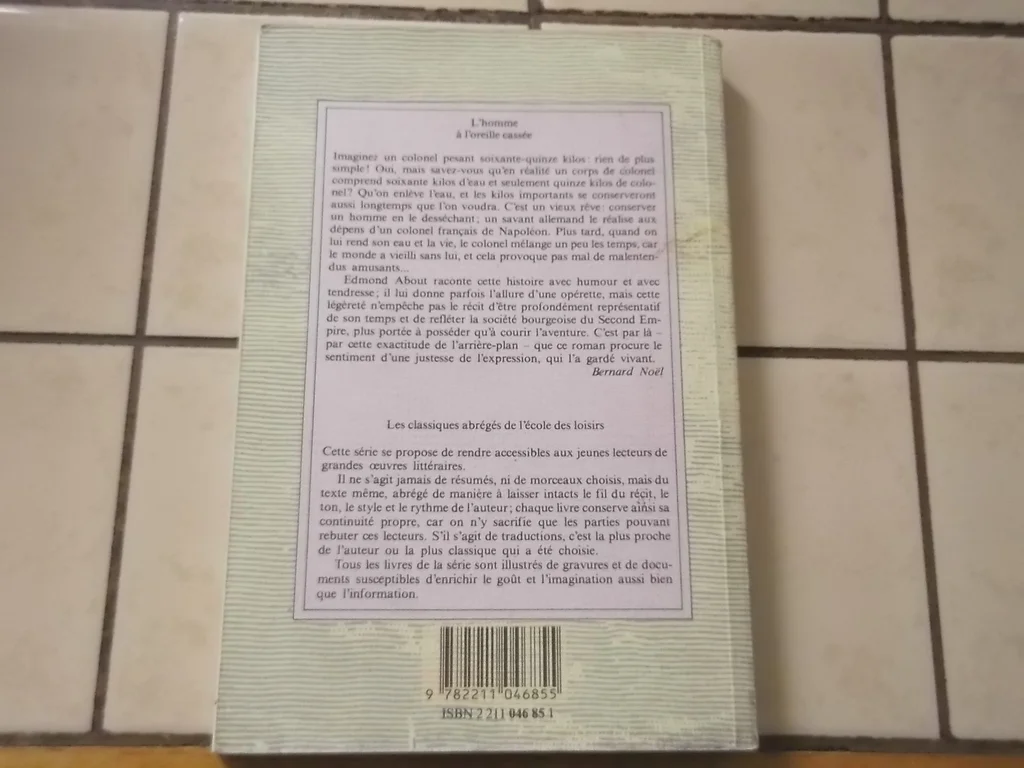 L'homme
à l'oreille cassée
Imaginez un colonel pesant soixante-quinze kilos : rien de plus
simple ! Oui, mais savez-vous qu'en réalité un corps de colonel
comprend soixante kilos d'eau et seulement quinze kilos de colo-
nel ? Qu'on enlève l'eau, et les kilos importants se conserveront
aussi longtemps que l'on voudra. C'est un vieux rêve : conserver
un homme en le desséchant ; un savant allemand le réalise aux
dépens d'un colonel français de Napoléon. Plus tard, quand on
lui rend son eau et la vie, le colonel mélange un peu les temps, car
le monde a vieilli sans lui, et cela provoque pas mal de malenten-
dus amusants...
Edmond About raconte cette histoire avec humour et avec
tendresse ; il lui donne parfois l'allure d'une opérette, mais cette
légèreté n'empêche pas le récit d'être profondément représentatif
de son temps et de refléter la société bourgeoise du Second Em-
pire, plus portée à posséder qu'à courir l'aventure. C'est par là –
par cette exactitude de l'arrière-plan – que ce roman procure le
sentiment d'une justesse de l'expression, qui l'a gardé vivant.
Bernard Noël
Les classiques abrégés de l'école des loisirs
Cette série se propose de rendre accessibles aux jeunes lecteurs de
grandes œuvres littéraires.
Il ne s'agit jamais de résumés, ni de morceaux choisis, mais du
texte même, abrégé de manière à laisser intacts le fil du récit, le
ton, le style et le rythme de l'auteur ; chaque livre conserve ainsi sa
continuité propre, car on n'y sacrifie que les parties pouvant
rebuter ces lecteurs. S'il s'agit de traductions, c'est la plus proche
de l'auteur ou la plus classique qui a été choisie.
Tous les livres de la série sont illustrés de gravures et de docu-
ments susceptibles d'enrichir le goût et l'imagination aussi bien
que l'information.
9 782211 046855
ISBN 2 211 046 85 1